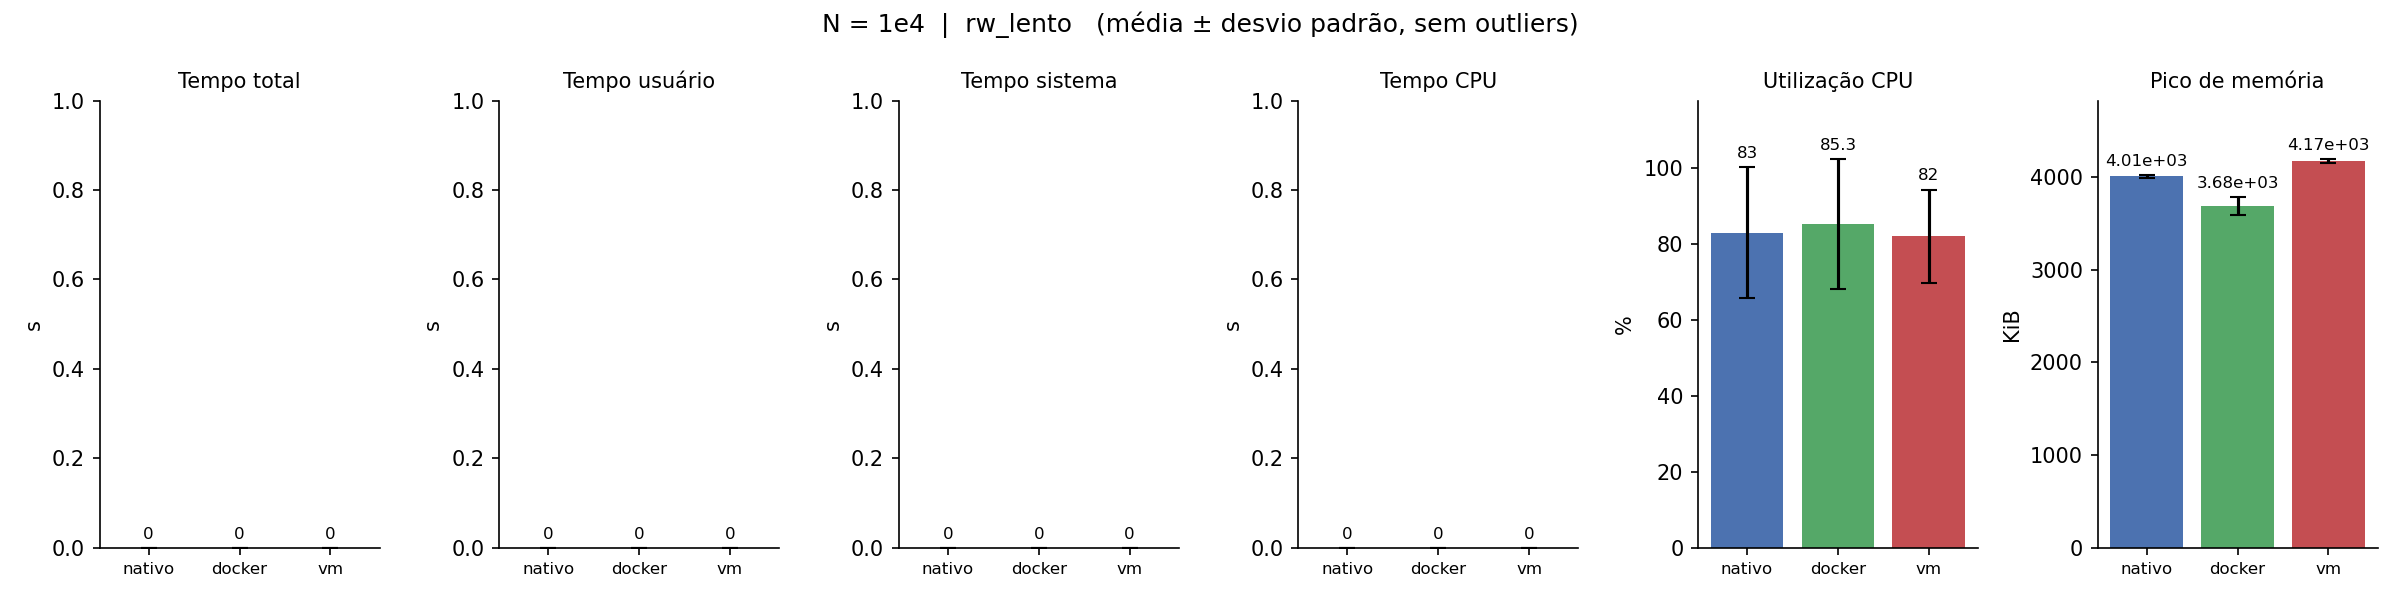 N = 1e4  |  rw_lento   (média ± desvio padrão, sem outliers)
Tempo total
1.0
0.8
0.6
0.4
0.2
0.0
s
0 0 0
nativo docker vm
Tempo usuário
1.0
0.8
0.6
0.4
0.2
0.0
s
0 0 0
nativo docker vm
Tempo sistema
1.0
0.8
0.6
0.4
0.2
0.0
s
0 0 0
nativo docker vm
Tempo CPU
1.0
0.8
0.6
0.4
0.2
0.0
s
0 0 0
nativo docker vm
Utilização CPU
100
80
60
40
20
0
%
83 85.3 82
nativo docker vm
Pico de memória
4000
3000
2000
1000
0
KiB
4.01e+03 3.68e+03 4.17e+03
nativo docker vm